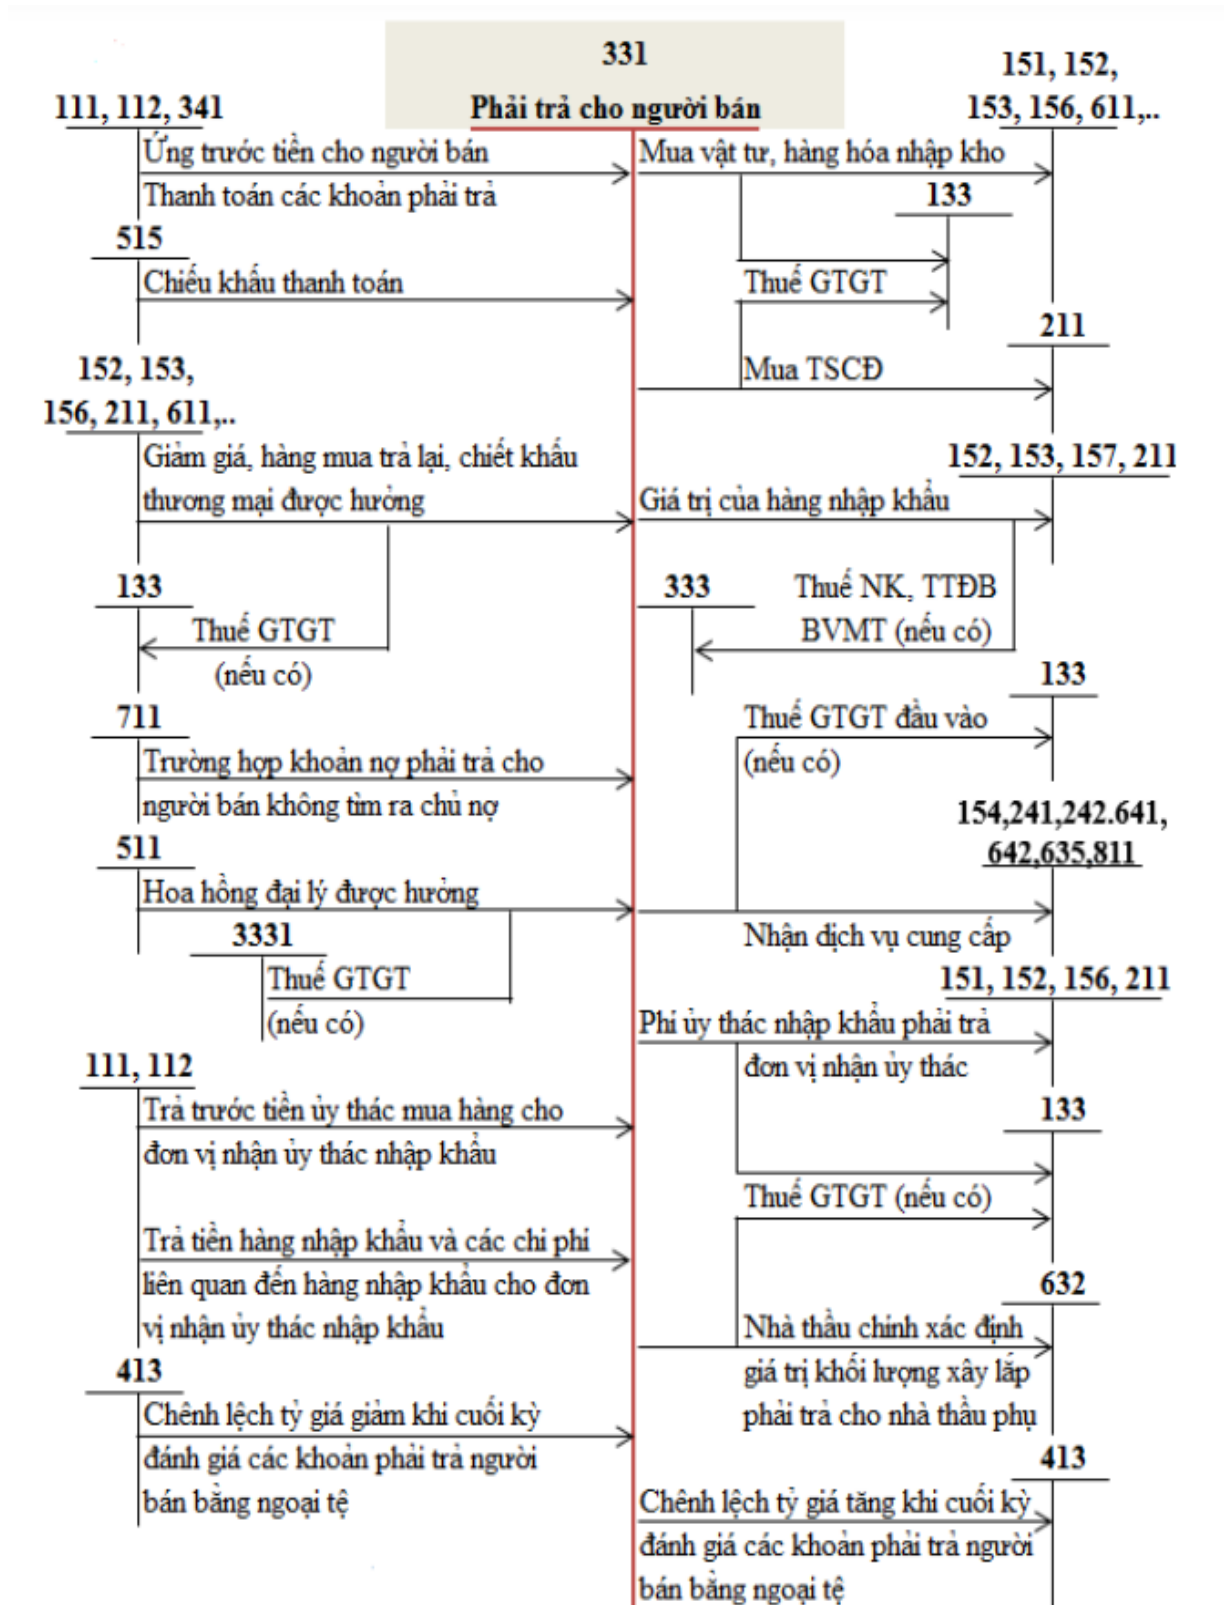 331
Phải trả cho người bán
111, 112, 341
Ứng trước tiền cho người bán
Thanh toán các khoản phải trả
515
Chiếu khấu thanh toán
152, 153,
156, 211, 611,..
Giảm giá, hàng mua trả lại, chiết khấu
thương mại được hưởng
133
Thuế GTGT
(nếu có)
711
Trường hợp khoản nợ phải trả cho
người bán không tìm ra chủ nợ
511
Hoa hồng đại lý được hưởng
3331
Thuế GTGT
(nếu có)
111, 112
Trả trước tiền ủy thác mua hàng cho
đơn vị nhận ủy thác nhập khẩu
Trả tiền hàng nhập khẩu và các chi phí
liên quan đến hàng nhập khẩu cho đơn
vị nhận ủy thác nhập khẩu
413
Chênh lệch tỷ giá giảm khi cuối kỳ
đánh giá các khoản phải trả người
bán bằng ngoại tệ
151, 152,
153, 156, 611,..
Mua vật tư, hàng hóa nhập kho
133
Thuế GTGT
211
Mua TSCĐ
152, 153, 157, 211
Giá trị của hàng nhập khẩu
333
Thuế NK, TTĐB
BVMT (nếu có)
133
Thuế GTGT đầu vào
(nếu có)
154,241,242.641,
642,635,811
Nhận dịch vụ cung cấp
151, 152, 156, 211
Phí ủy thác nhập khẩu phải trả
đơn vị nhận ủy thác
133
Thuế GTGT (nếu có)
632
Nhà thầu chính xác định
giá trị khối lượng xây lắp
phải trả cho nhà thầu phụ
413
Chênh lệch tỷ giá tăng khi cuối kỳ
đánh giá các khoản phải trả người
bán bằng ngoại tệ